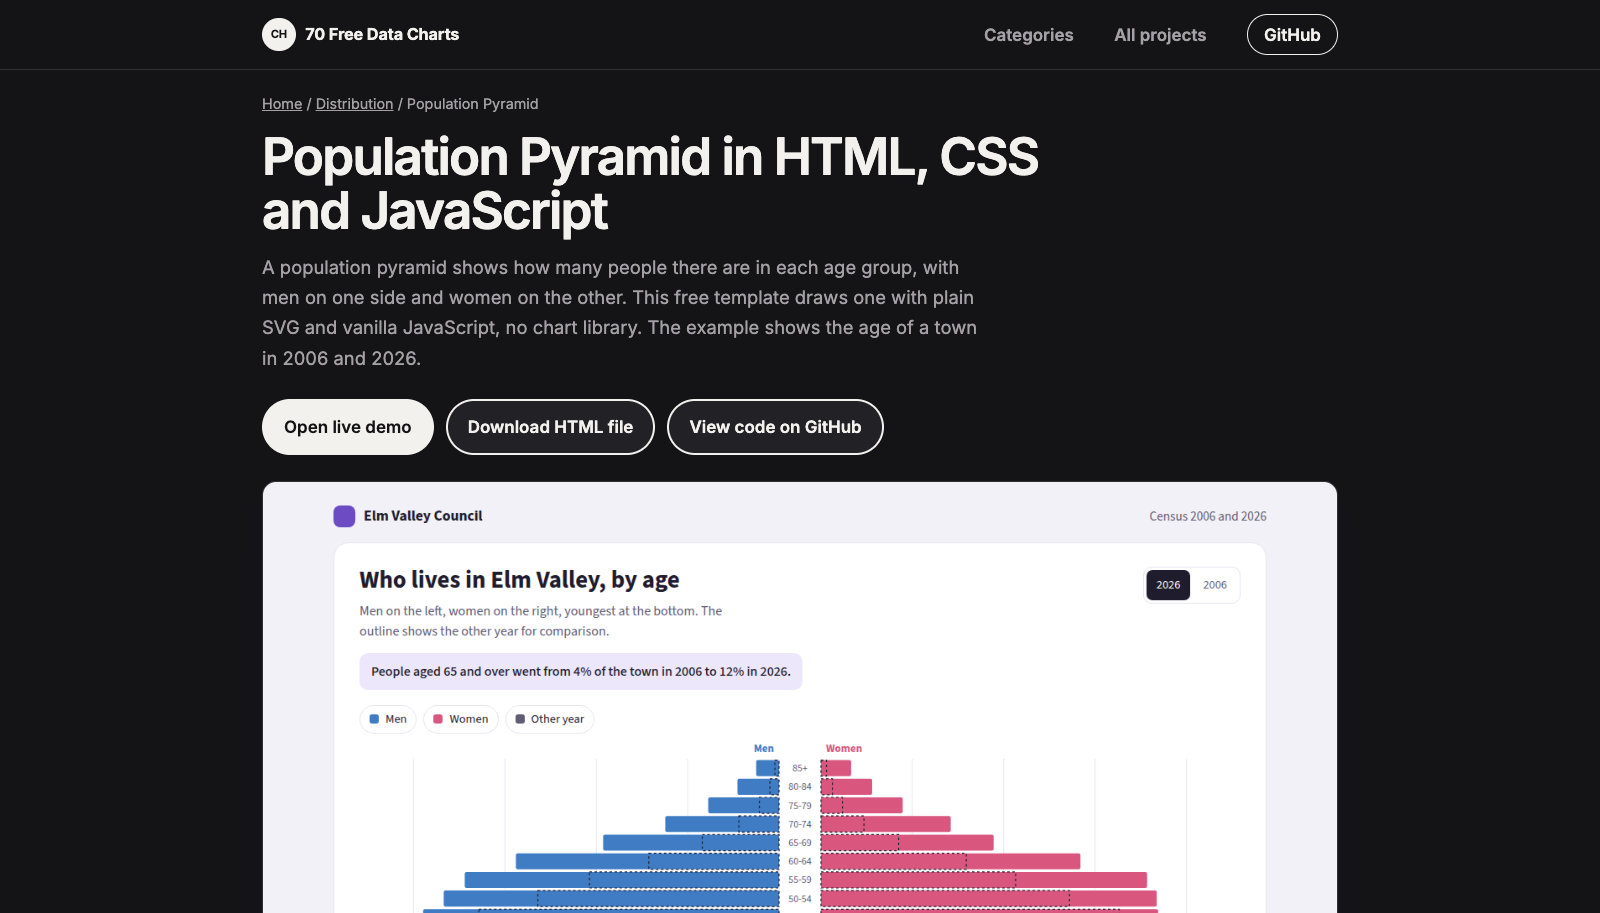 CH 70 Free Data Charts
Categories All projects GitHub
Home / Distribution / Population Pyramid
Population Pyramid in HTML, CSS
and JavaScript
A population pyramid shows how many people there are in each age group, with
men on one side and women on the other. This free template draws one with plain
SVG and vanilla JavaScript, no chart library. The example shows the age of a town
in 2006 and 2026.
Open live demo Download HTML file View code on GitHub
Elm Valley Council Census 2006 and 2026
Who lives in Elm Valley, by age 2026 2006
Men on the left, women on the right, youngest at the bottom. The
outline shows the other year for comparison.
People aged 65 and over went from 4% of the town in 2006 to 12% in 2026.
Men Women Other year
Men Women
85+
80-84
75-79
70-74
65-69
60-64
55-59
50-54